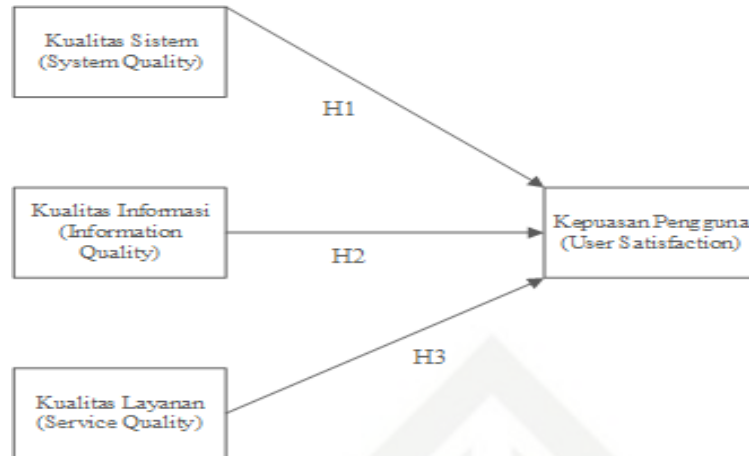 Kualitas Sistem
(System Quality)
H1
Kualitas Informasi
(Information
Quality)
H2
Kepuasan Pengguna
(User Satisfaction)
H3
Kualitas Layanan
(Service Quality)